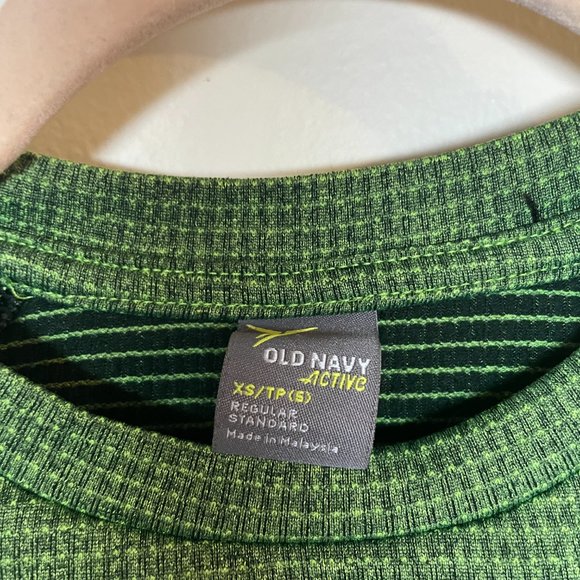 OLD NAVY
ACTIVE
XS/TP(S)
REGULAR
STANDARD
Made in Malaysia